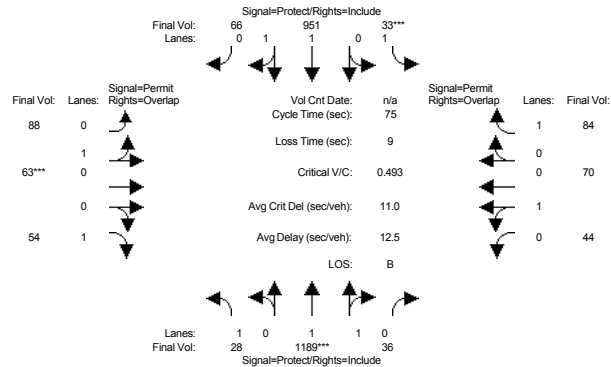 Signal=Protect/Rights=Include
Final Vol: 66 951 33***
Lanes: 0 1 1 0 1
Signal=Permit
Final Vol: Lanes: Rights=Overlap
Vol Cnt Date: n/a
Cycle Time (sec): 75
Signal=Permit
Rights=Overlap Lanes: Final Vol:
88 0
1 84
Loss Time (sec): 9
1
0
63*** 0
Critical V/C: 0.493
0 70
0
Avg Crit Del (sec/veh): 11.0
1
54 1
Avg Delay (sec/veh): 12.5
0 44
LOS: B
Lanes: 1 0 1 1 0
Final Vol: 28 1189*** 36
Signal=Protect/Rights=Include